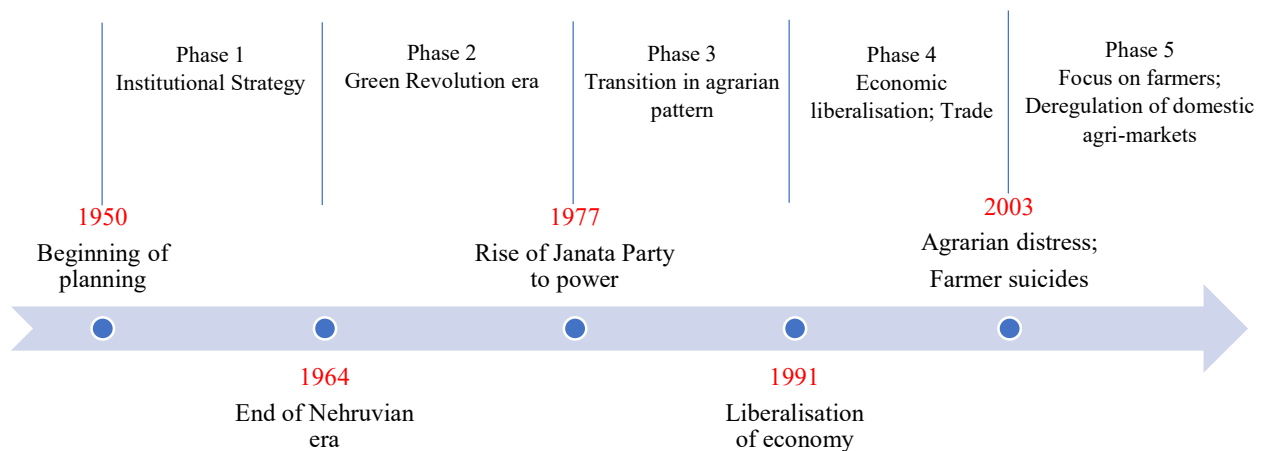 Phase 1
Institutional Strategy
Phase 2
Green Revolution era
Phase 3
Transition in agrarian
pattern
Phase 4
Economic
liberalisation; Trade
Phase 5
Focus on farmers;
Deregulation of domestic
agri-markets
1950
Beginning of
planning
1977
Rise of Janata Party
to power
2003
Agrarian distress;
Farmer suicides
1964
End of Nehruvian
era
1991
Liberalisation
of economy